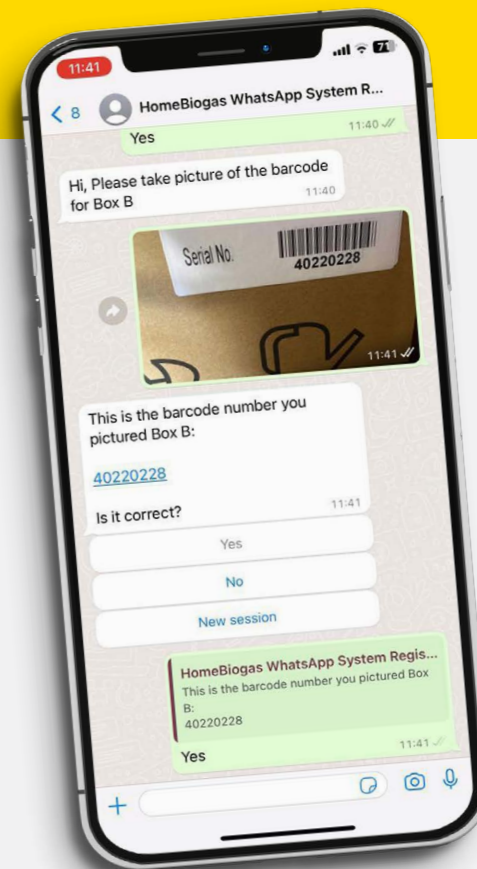 11:41
71
8
HomeBiogas WhatsApp System R...
Yes
11:40
Hi, Please take picture of the barcode
for Box B
11:40
Serial No.
40220228
11:41
This is the barcode number you
pictured Box B:
40220228
Is it correct?
11:41
Yes
No
New session
HomeBiogas WhatsApp System Regis...
This is the barcode number you pictured Box
B:
40220228
Yes
11:41